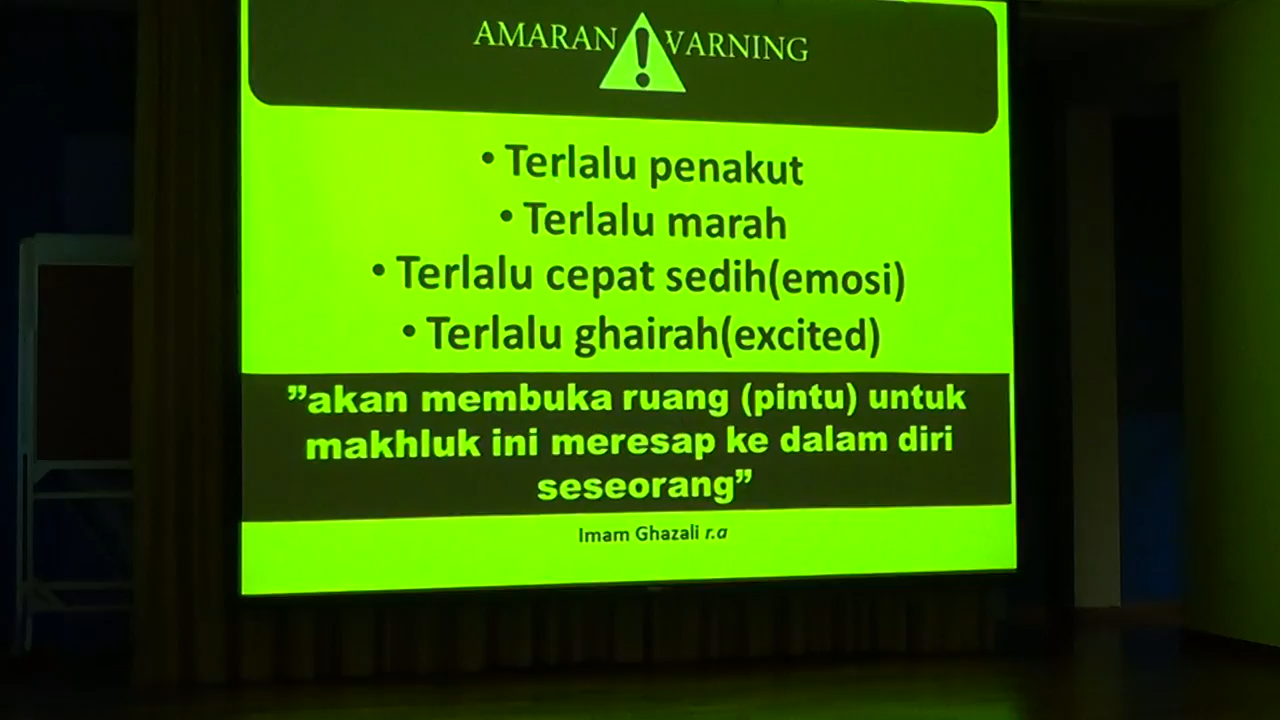 AMARAN VARNING
• Terlalu penakut
• Terlalu marah
• Terlalu cepat sedih(emosi)
• Terlalu ghairah(excited)
”akan membuka ruang (pintu) untuk
makhluk ini meresap ke dalam diri
seseorang”
Imam Ghazali r.a